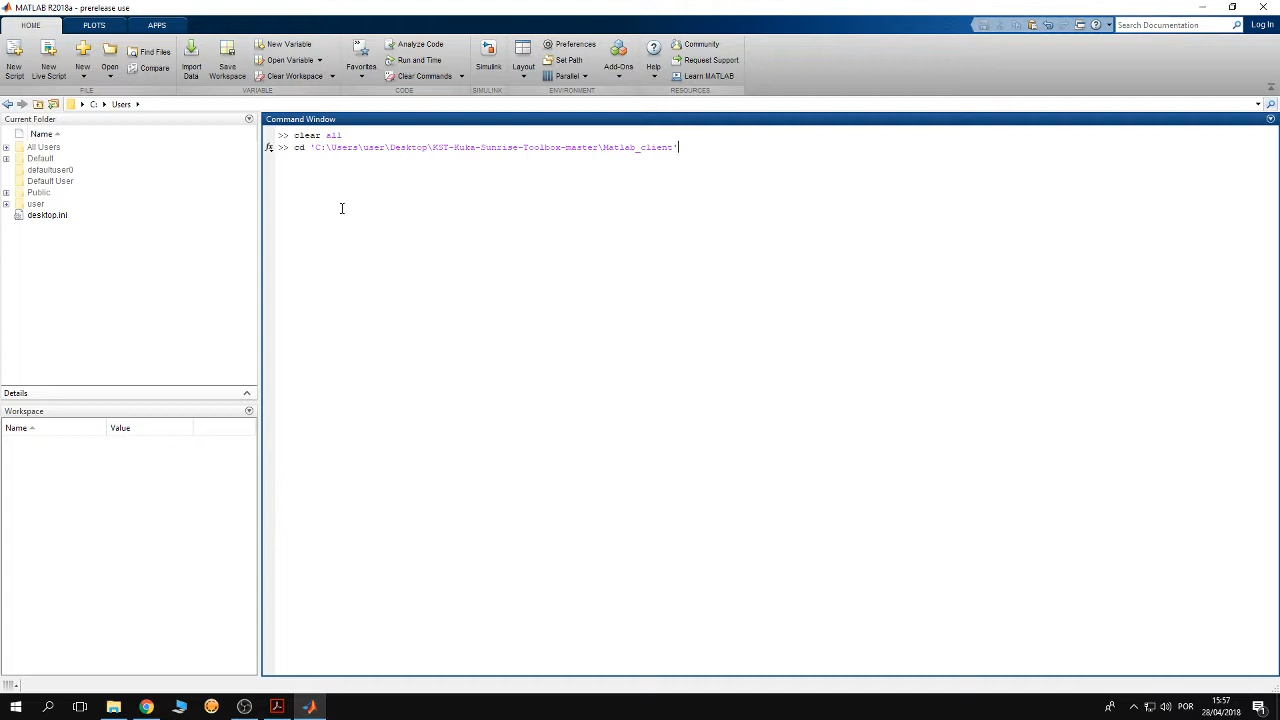 MATLAB R2018a - prerelease use
HOME PLOTS APPS
Search Documentation
Log In
New Script
New Live Script
New
Open
Find Files
Compare
Import Data
Save Workspace
New Variable
Open Variable
Clear Workspace
Favorites
Analyze Code
Run and Time
Clear Commands
Simulink
Layout
Preferences
Set Path
Parallel
Add-Ons
Help
Community
Request Support
Learn MATLAB
FILE VARIABLE CODE SIMULINK ENVIRONMENT RESOURCES
C: Users
Current Folder
Name
All Users
Default
defaultuser0
Default User
Public
user
desktop.ini
Details
Workspace
Name Value
Command Window
>> clear all
fx >> cd 'C:\Users\user\Desktop\KST-Kuka-Sunrise-Toolbox-master\Matlab_client'
POR
15:57
28/04/2018